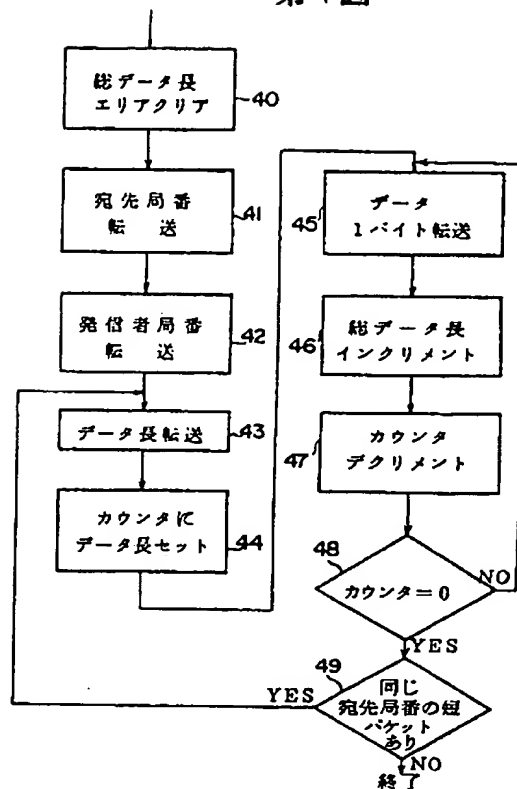 総データ長
エリアクリア
40
宛先局番
転送
41
発信者局番
転送
42
データ長転送
43
カウンタに
データ長セット
44
45
データ
1バイト転送
46
総データ長
インクリメント
47
カウンタ
デクリメント
48
カウンタ=0
NO
YES
49
同じ
宛先局番の短
パケット
あり
YES
NO
終了